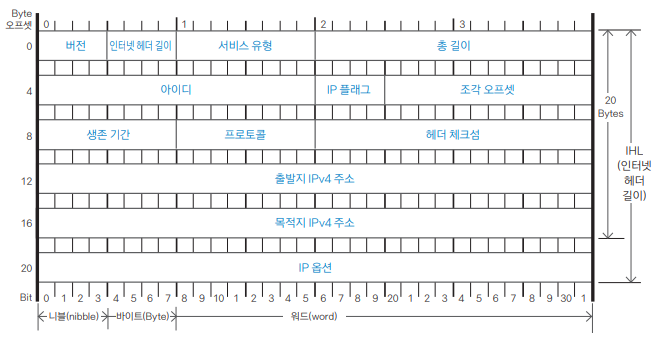 Byte
오프셋 0 1 2 3
0 버전 인터넷 헤더 길이 서비스 유형 총 길이
4 아이디 IP 플래그 조각 오프셋
20
Bytes
8 생존 기간 프로토콜 헤더 체크섬
IHL
(인터넷
헤더
길이)
12 출발지 IPv4 주소
16 목적지 IPv4 주소
20 IP 옵션
Bit 0 1 2 3 4 5 6 7 8 9 10 1 2 3 4 5 6 7 8 9 20 1 2 3 4 5 6 7 8 9 30 1
니블(nibble) 바이트(Byte) 워드(word)